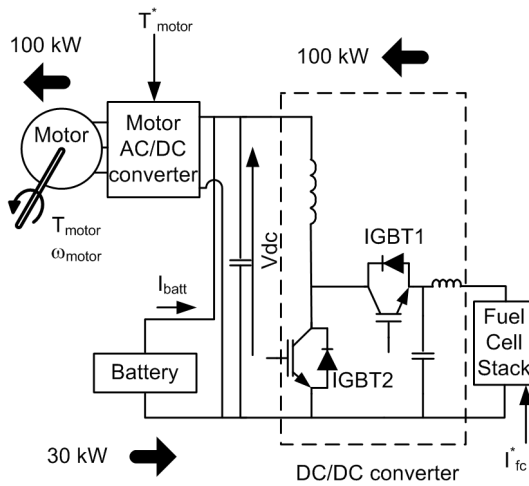 T*motor
100 kW
100 kW
Motor
Motor
AC/DC
converter
Tmotor
ωmotor
Vdc
IGBT1
Ibatt
Fuel
Cell
Stack
Battery
IGBT2
30 kW
I*fc
DC/DC converter